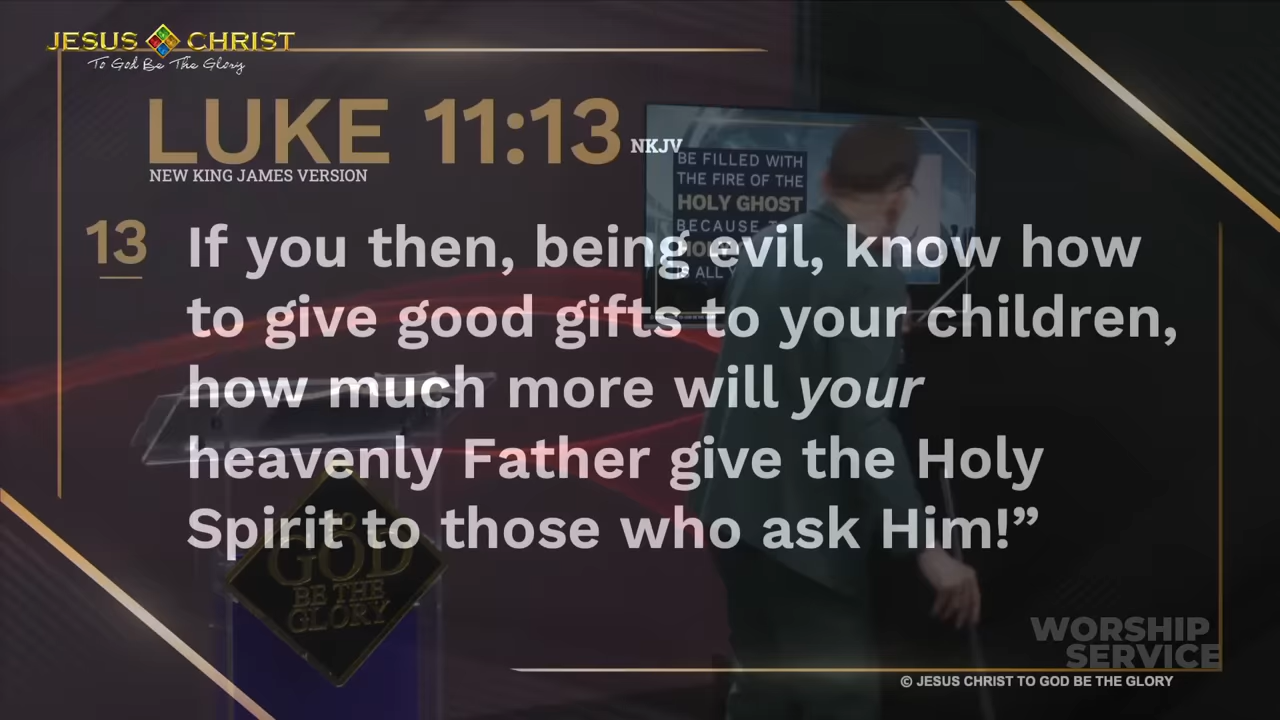 JESUS CHRIST
To God Be The Glory
LUKE 11:13 NKJV
NEW KING JAMES VERSION
BE FILLED WITH
THE FIRE OF THE
HOLY GHOST
BECAUSE
IS ALL
13 If you then, being evil, know how
to give good gifts to your children,
how much more will your
heavenly Father give the Holy
Spirit to those who ask Him!”
TO
GOD
BE THE
GLORY
WORSHIP
SERVICE
© JESUS CHRIST TO GOD BE THE GLORY